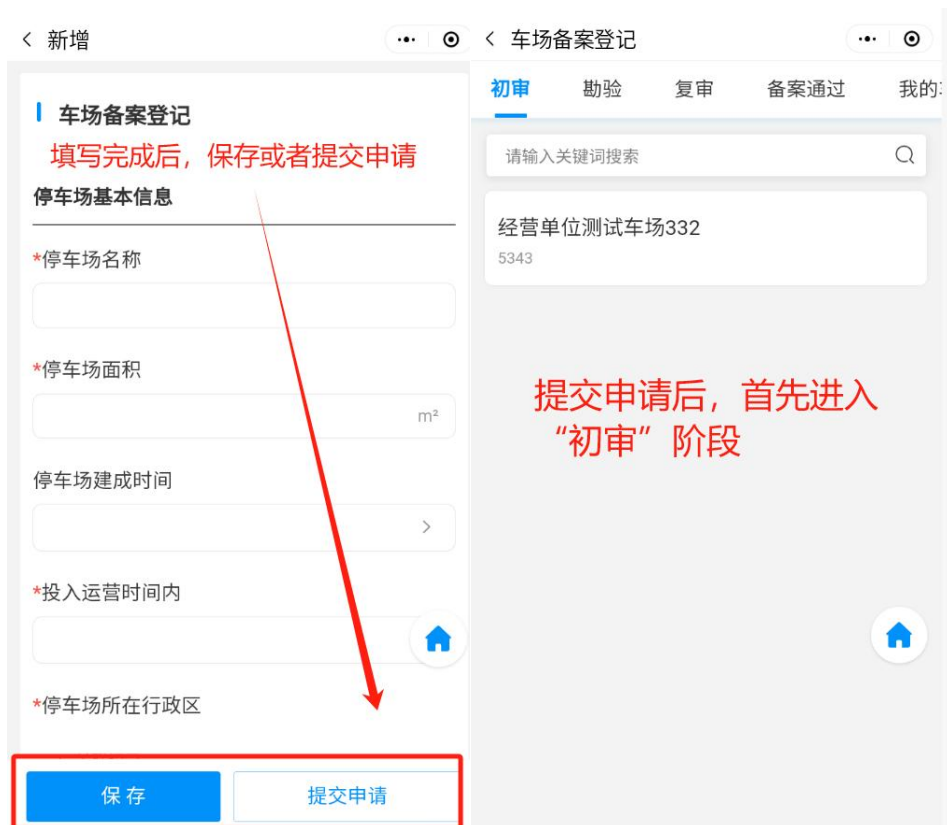 新增
车场备案登记
填写完成后，保存或者提交申请
停车场基本信息
*停车场名称
*停车场面积
m²
停车场建成时间
*投入运营时间内
*停车场所在行政区
保存
提交申请
车场备案登记
初审 勘验 复审 备案通过 我的
请输入关键词搜索
经营单位测试车场332
5343
提交申请后，首先进入
“初审”阶段